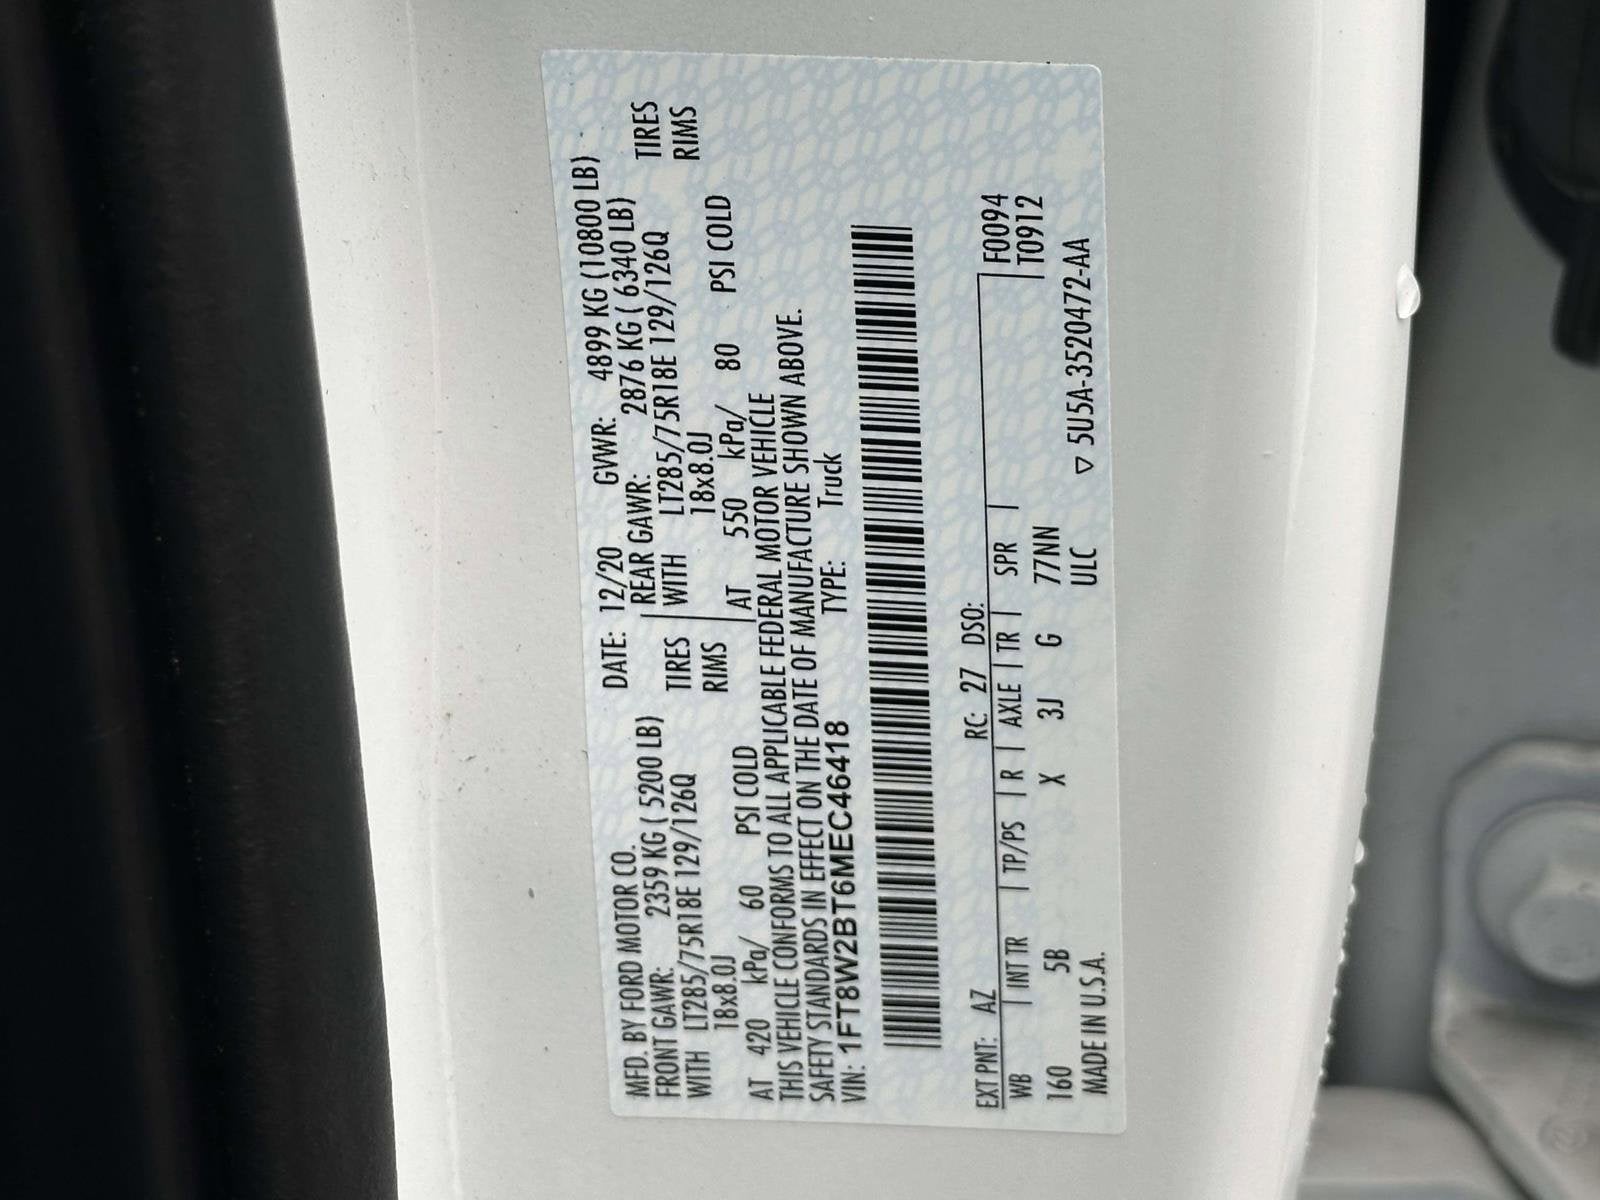 MFD. BY FORD MOTOR CO.
DATE: 12/20 GVWR: 4899 KG (10800 LB)
FRONT GAWR: 2359 KG ( 5200 LB) REAR GAWR: 2876 KG ( 6340 LB)
WITH LT285/75R18E 129/126Q TIRES WITH LT285/75R18E 129/126Q TIRES
18x8.0J RIMS 18x8.0J RIMS
AT 420 kPa/ 60 PSI COLD AT 550 kPa/ 80 PSI COLD
THIS VEHICLE CONFORMS TO ALL APPLICABLE FEDERAL MOTOR VEHICLE
SAFETY STANDARDS IN EFFECT ON THE DATE OF MANUFACTURE SHOWN ABOVE.
VIN: 1FT8W2BT6MEC46418 TYPE: Truck
EXT PNT: AZ RC: 27 DSO: F0094
WB | INT TR | TP/PS | R | AXLE | TR | SPR | T0912
160 5B X 3J G 77NN
MADE IN U.S.A. ULC ▽ 5U5A-3520472-AA